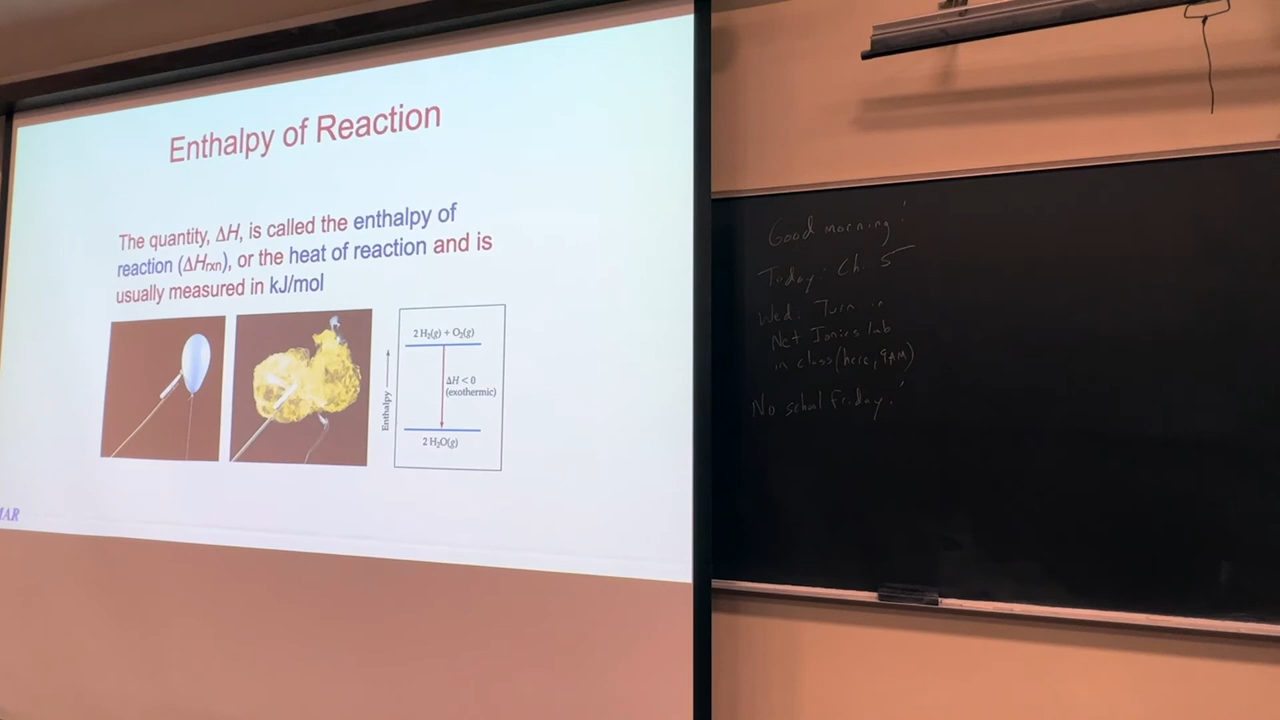 Enthalpy of Reaction
The quantity, ΔH, is called the enthalpy of
reaction (ΔHrxn), or the heat of reaction and is
usually measured in kJ/mol
Enthalpy
2 H₂(g) + O₂(g)
ΔH < 0
(exothermic)
2 H₂O(g)
MAR
Good morning!
Today: Ch. 5
Wed. Turn in
Net Ionics lab
in class (here, 9AM)
No school Friday!